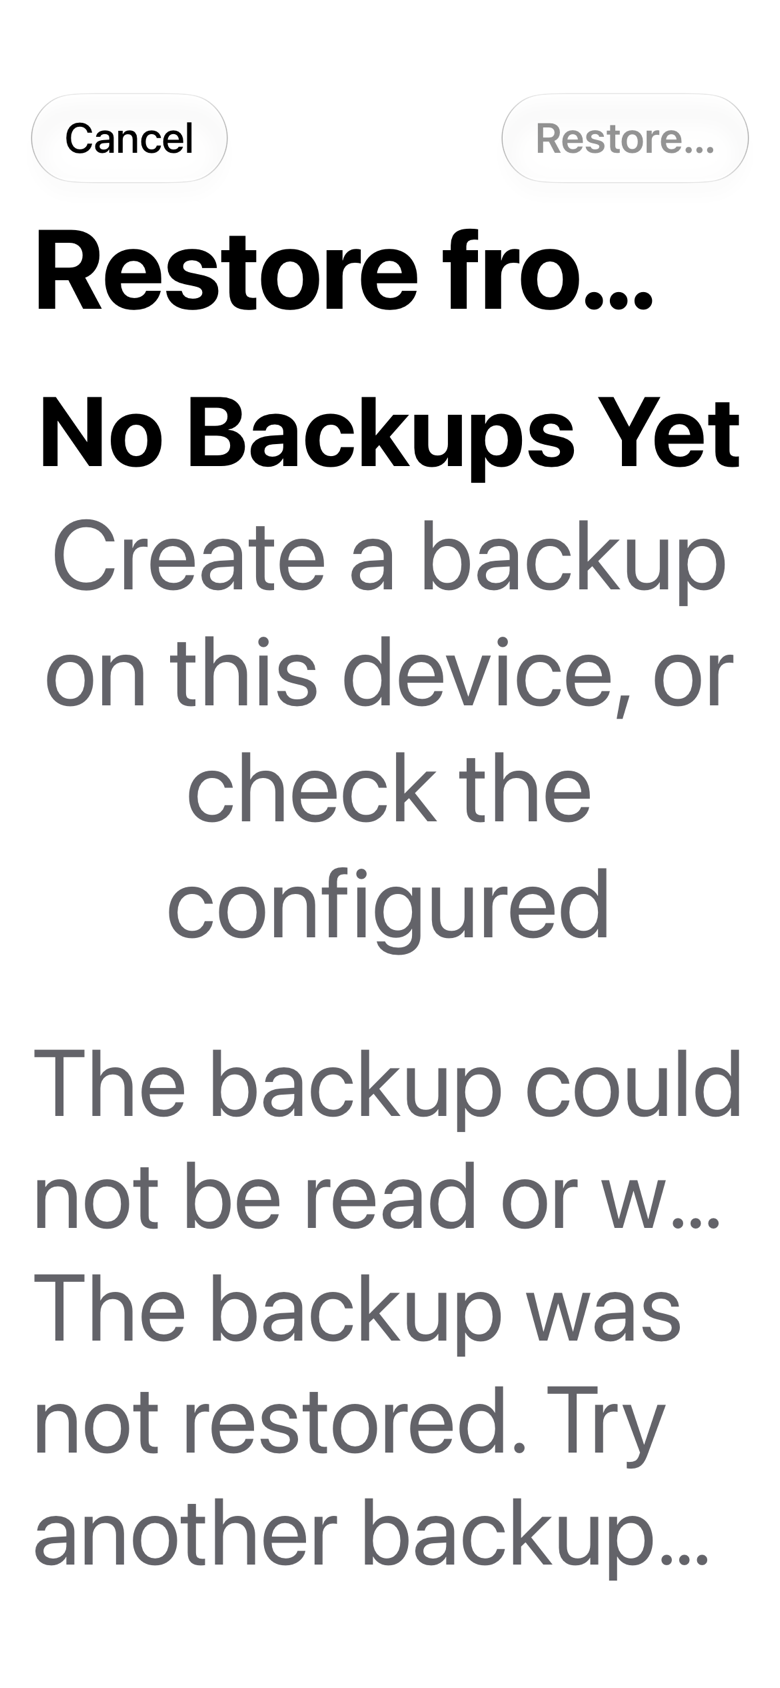 Cancel
Restore...
Restore fro...
No Backups Yet
Create a backup
on this device, or
check the
configured
The backup could
not be read or w...
The backup was
not restored. Try
another backup...